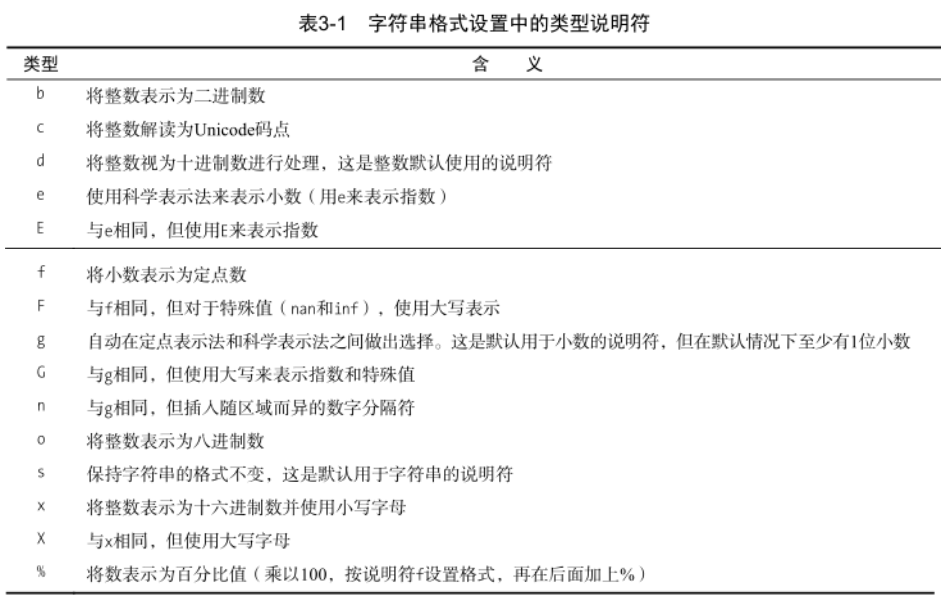 表3-1 字符串格式设置中的类型说明符
类型 含 义
b 将整数表示为二进制数
c 将整数解读为Unicode码点
d 将整数视为十进制数进行处理，这是整数默认使用的说明符
e 使用科学表示法来表示小数（用e来表示指数）
E 与e相同，但使用E来表示指数
f 将小数表示为定点数
F 与f相同，但对于特殊值（nan和inf），使用大写表示
g 自动在定点表示法和科学表示法之间做出选择。这是默认用于小数的说明符，但在默认情况下至少有1位小数
G 与g相同，但使用大写来表示指数和特殊值
n 与g相同，但插入随区域而异的数字分隔符
o 将整数表示为八进制数
s 保持字符串的格式不变，这是默认用于字符串的说明符
x 将整数表示为十六进制数并使用小写字母
X 与x相同，但使用大写字母
% 将数表示为百分比值（乘以100，按说明符f设置格式，再在后面加上%）